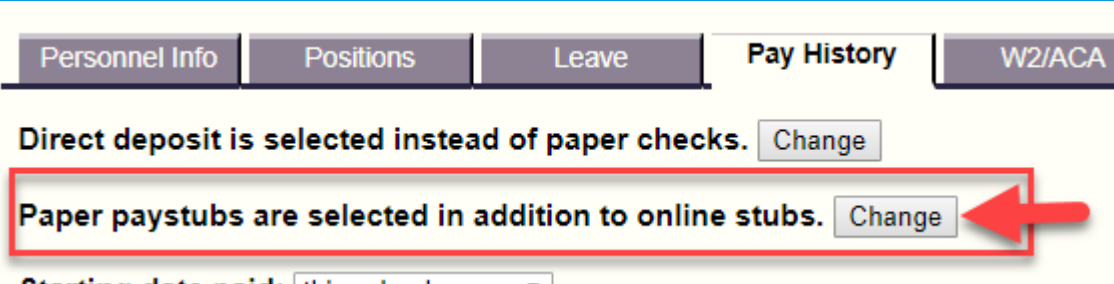 Personnel Info Positions Leave Pay History W2/ACA
Direct deposit is selected instead of paper checks. Change
Paper paystubs are selected in addition to online stubs. Change